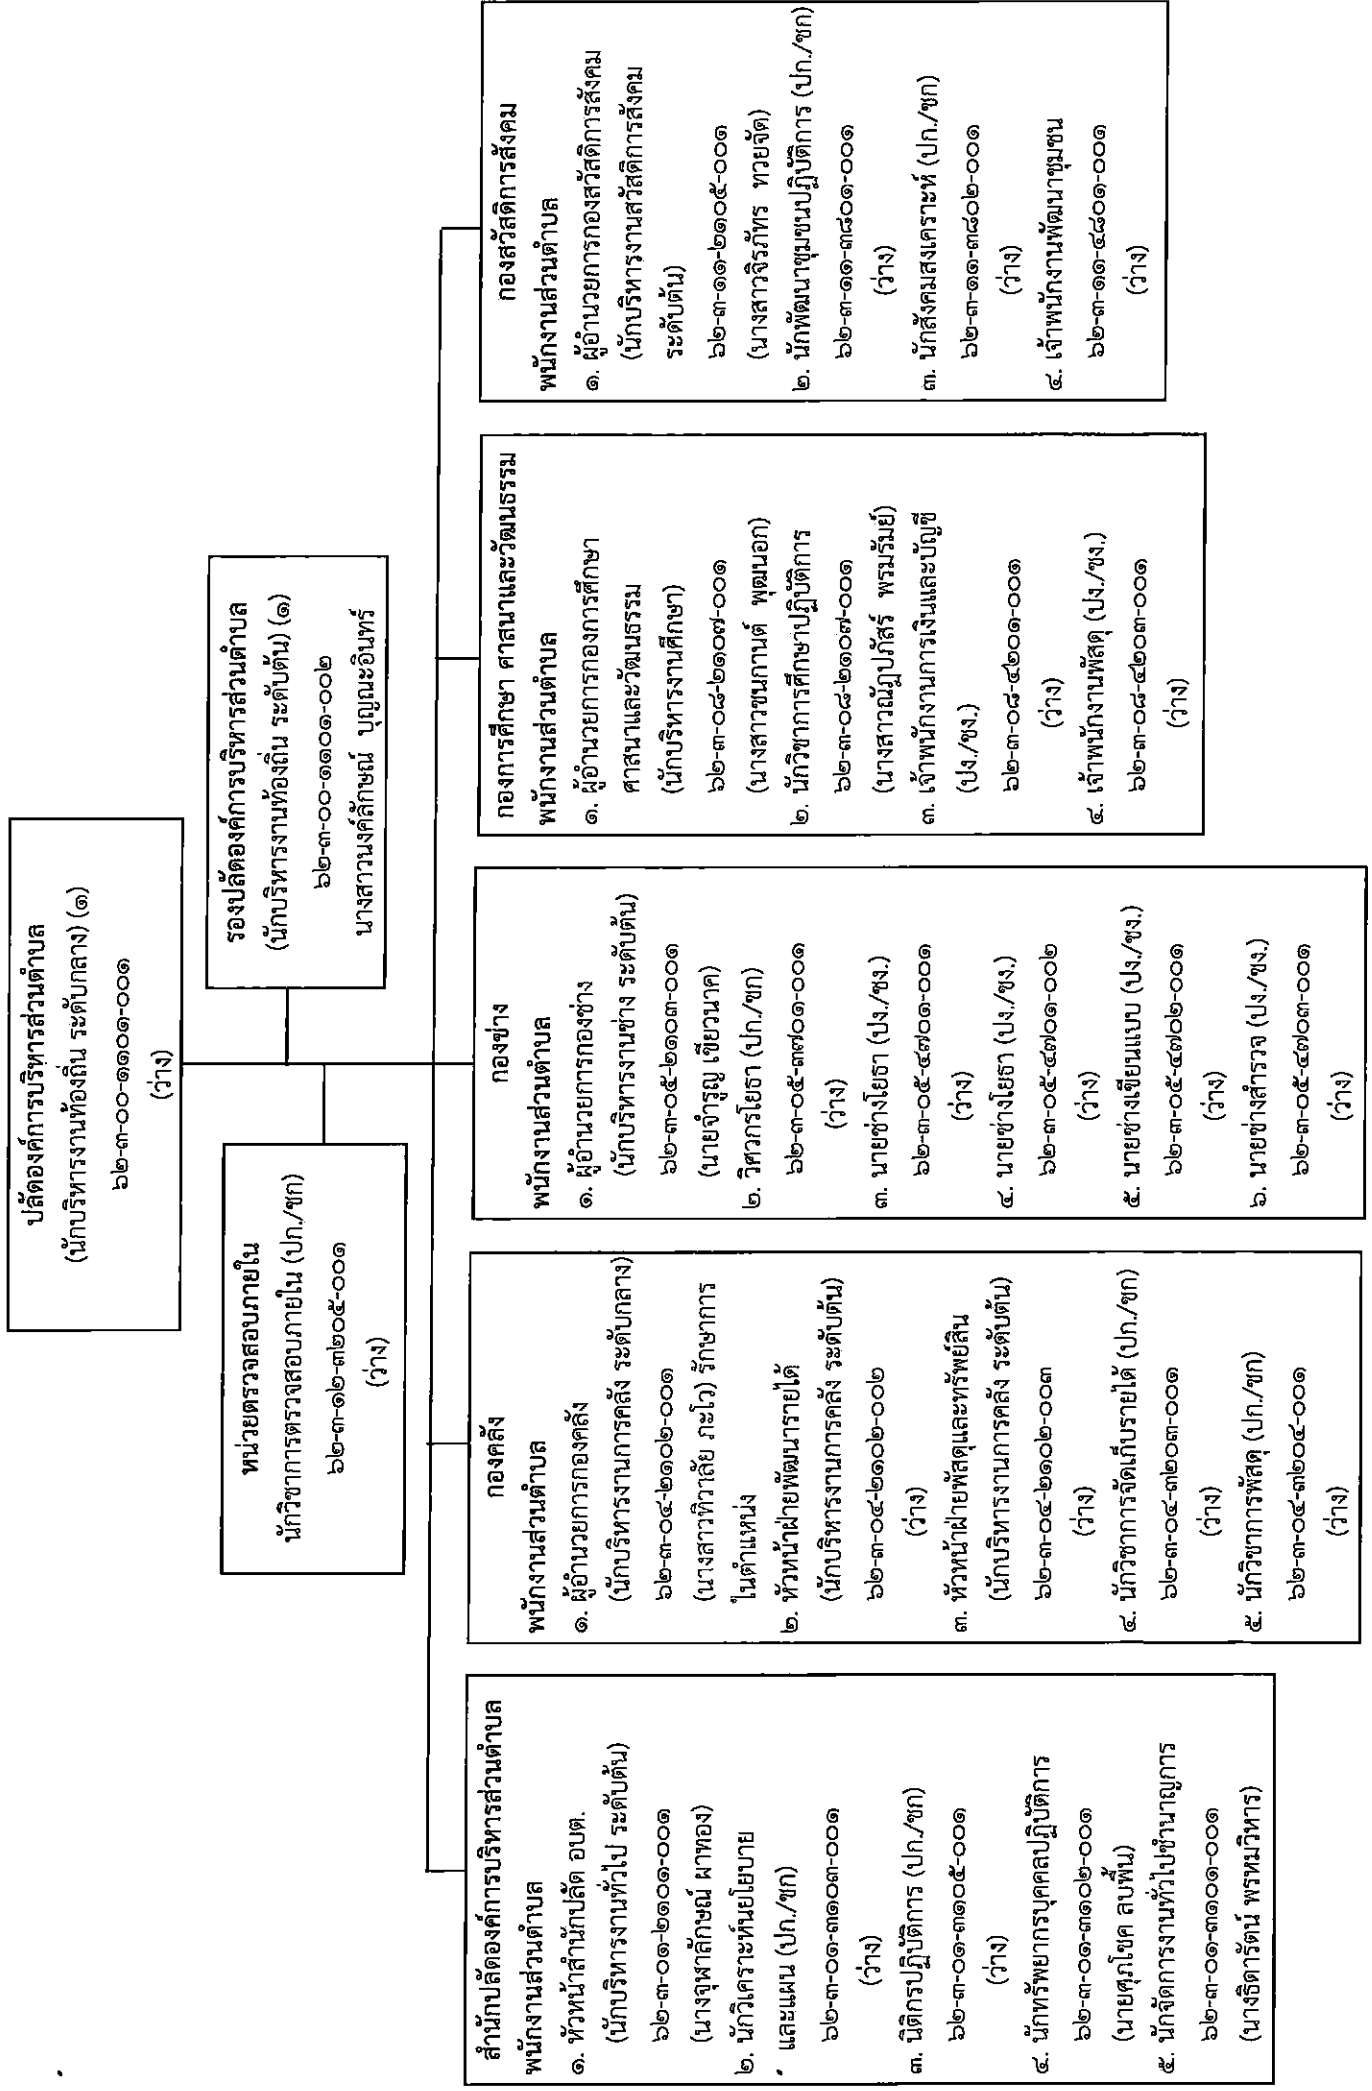 ปลัดองค์การบริหารส่วนตำบล
(นักบริหารงานท้องถิ่น ระดับกลาง) (๑)
๖๒-๓-๐๐-๑๑๐๑-๐๐๑
(ว่าง)
รองปลัดองค์การบริหารส่วนตำบล
(นักบริหารงานท้องถิ่น ระดับต้น) (๑)
๖๒-๓-๐๐-๑๑๐๑-๐๐๒
นางสาวนงค์ลักษณ์ บุญณะอินทร์
หน่วยตรวจสอบภายใน
นักวิชาการตรวจสอบภายใน (ปก./ชก)
๖๒-๓-๑๒-๓๒๐๕-๐๐๑
(ว่าง)
สำนักปลัดองค์การบริหารส่วนตำบล
พนักงานส่วนตำบล
๑. หัวหน้าสำนักปลัด อบต.
(นักบริหารงานทั่วไป ระดับต้น)
๖๒-๓-๐๑-๒๑๐๑-๐๐๑
(นางจุฬาลักษณ์ ผาทอง)
๒. นักวิเคราะห์นยโยบาย
และแผน (ปก./ชก)
๖๒-๓-๐๑-๓๑๐๓-๐๐๑
(ว่าง)
๓. นิติกรปฏิบัติการ (ปก./ชก)
๖๒-๓-๐๑-๓๑๐๕-๐๐๑
(ว่าง)
๔. นักทรัพยากรบุคคลปฏิบัติการ
๖๒-๓-๐๑-๓๑๐๒-๐๐๑
(นายศุภโชค ลบพื้น)
๕. นักจัดการงานทั่วไปชำนาญการ
๖๒-๓-๐๑-๓๑๐๑-๐๐๑
(นางธิดารัตน์ พรหมวิหาร)
กองคลัง
พนักงานส่วนตำบล
๑. ผู้อำนวยการกองคลัง
(นักบริหารงานการคลัง ระดับกลาง)
๖๒-๓-๐๔-๒๑๐๒-๐๐๑
(นางสาวทิวาลัย ภะโว) รักษาการ
ในตำแหน่ง
๒. หัวหน้าฝ่ายพัฒนารายได้
(นักบริหารงานการคลัง ระดับต้น)
๖๒-๓-๐๔-๒๑๐๒-๐๐๒
(ว่าง)
๓. หัวหน้าฝ่ายพัสดุและทรัพย์สิน
(นักบริหารงานการคลัง ระดับต้น)
๖๒-๓-๐๔-๒๑๐๒-๐๐๓
(ว่าง)
๔. นักวิชาการจัดเก็บรายได้ (ปก./ชก)
๖๒-๓-๐๔-๓๒๐๓-๐๐๑
(ว่าง)
๕. นักวิชาการพัสดุ (ปก./ชก)
๖๒-๓-๐๔-๓๒๐๔-๐๐๑
(ว่าง)
กองช่าง
พนักงานส่วนตำบล
๑. ผู้อำนวยการกองช่าง
(นักบริหารงานช่าง ระดับต้น)
๖๒-๓-๐๕-๒๑๐๓-๐๐๑
(นายจำรูญ เขียวนาค)
๒. วิศวกรโยธา (ปก./ชก)
๖๒-๓-๐๕-๓๗๐๑-๐๐๑
(ว่าง)
๓. นายช่างโยธา (ปง./ชง.)
๖๒-๓-๐๕-๔๗๐๑-๐๐๑
(ว่าง)
๔. นายช่างโยธา (ปง./ชง.)
๖๒-๓-๐๕-๔๗๐๑-๐๐๒
(ว่าง)
๕. นายช่างเขียนแบบ (ปง./ชง.)
๖๒-๓-๐๕-๔๗๐๒-๐๐๑
(ว่าง)
๖. นายช่างสำรวจ (ปง./ชง.)
๖๒-๓-๐๕-๔๗๐๓-๐๐๑
(ว่าง)
กองการศึกษา ศาสนาและวัฒนธรรม
พนักงานส่วนตำบล
๑. ผู้อำนวยการกองการศึกษา
ศาสนาและวัฒนธรรม
(นักบริหารงานศึกษา)
๖๒-๓-๐๘-๒๑๐๗-๐๐๑
(นางสาวชนกานต์ พุฒนอก)
๒. นักวิชาการศึกษาปฏิบัติการ
๖๒-๓-๐๘-๒๑๐๗-๐๐๑
(นางสาวณัฏปภัสร์ พรมรัมย์)
๓. เจ้าพนักงานการเงินและบัญชี
(ปง./ชง.)
๖๒-๓-๐๘-๔๒๐๑-๐๐๑
(ว่าง)
๔. เจ้าพนักงานพัสดุ (ปง./ชง.)
๖๒-๓-๐๘-๔๒๐๓-๐๐๑
(ว่าง)
กองสวัสดิการสังคม
พนักงานส่วนตำบล
๑. ผู้อำนวยการกองสวัสดิการสังคม
(นักบริหารงานสวัสดิการสังคม
ระดับต้น)
๖๒-๓-๑๑-๒๑๐๕-๐๐๑
(นางสาวจิรภัทร ทวยจัด)
๒. นักพัฒนาชุมชนปฏิบัติการ (ปก./ชก)
๖๒-๓-๑๑-๓๘๐๑-๐๐๑
(ว่าง)
๓. นักสังคมสงเคราะห์ (ปก./ชก)
๖๒-๓-๑๑-๓๘๐๒-๐๐๑
(ว่าง)
๔. เจ้าพนักงานพัฒนาชุมชน
๖๒-๓-๑๑-๔๘๐๑-๐๐๑
(ว่าง)